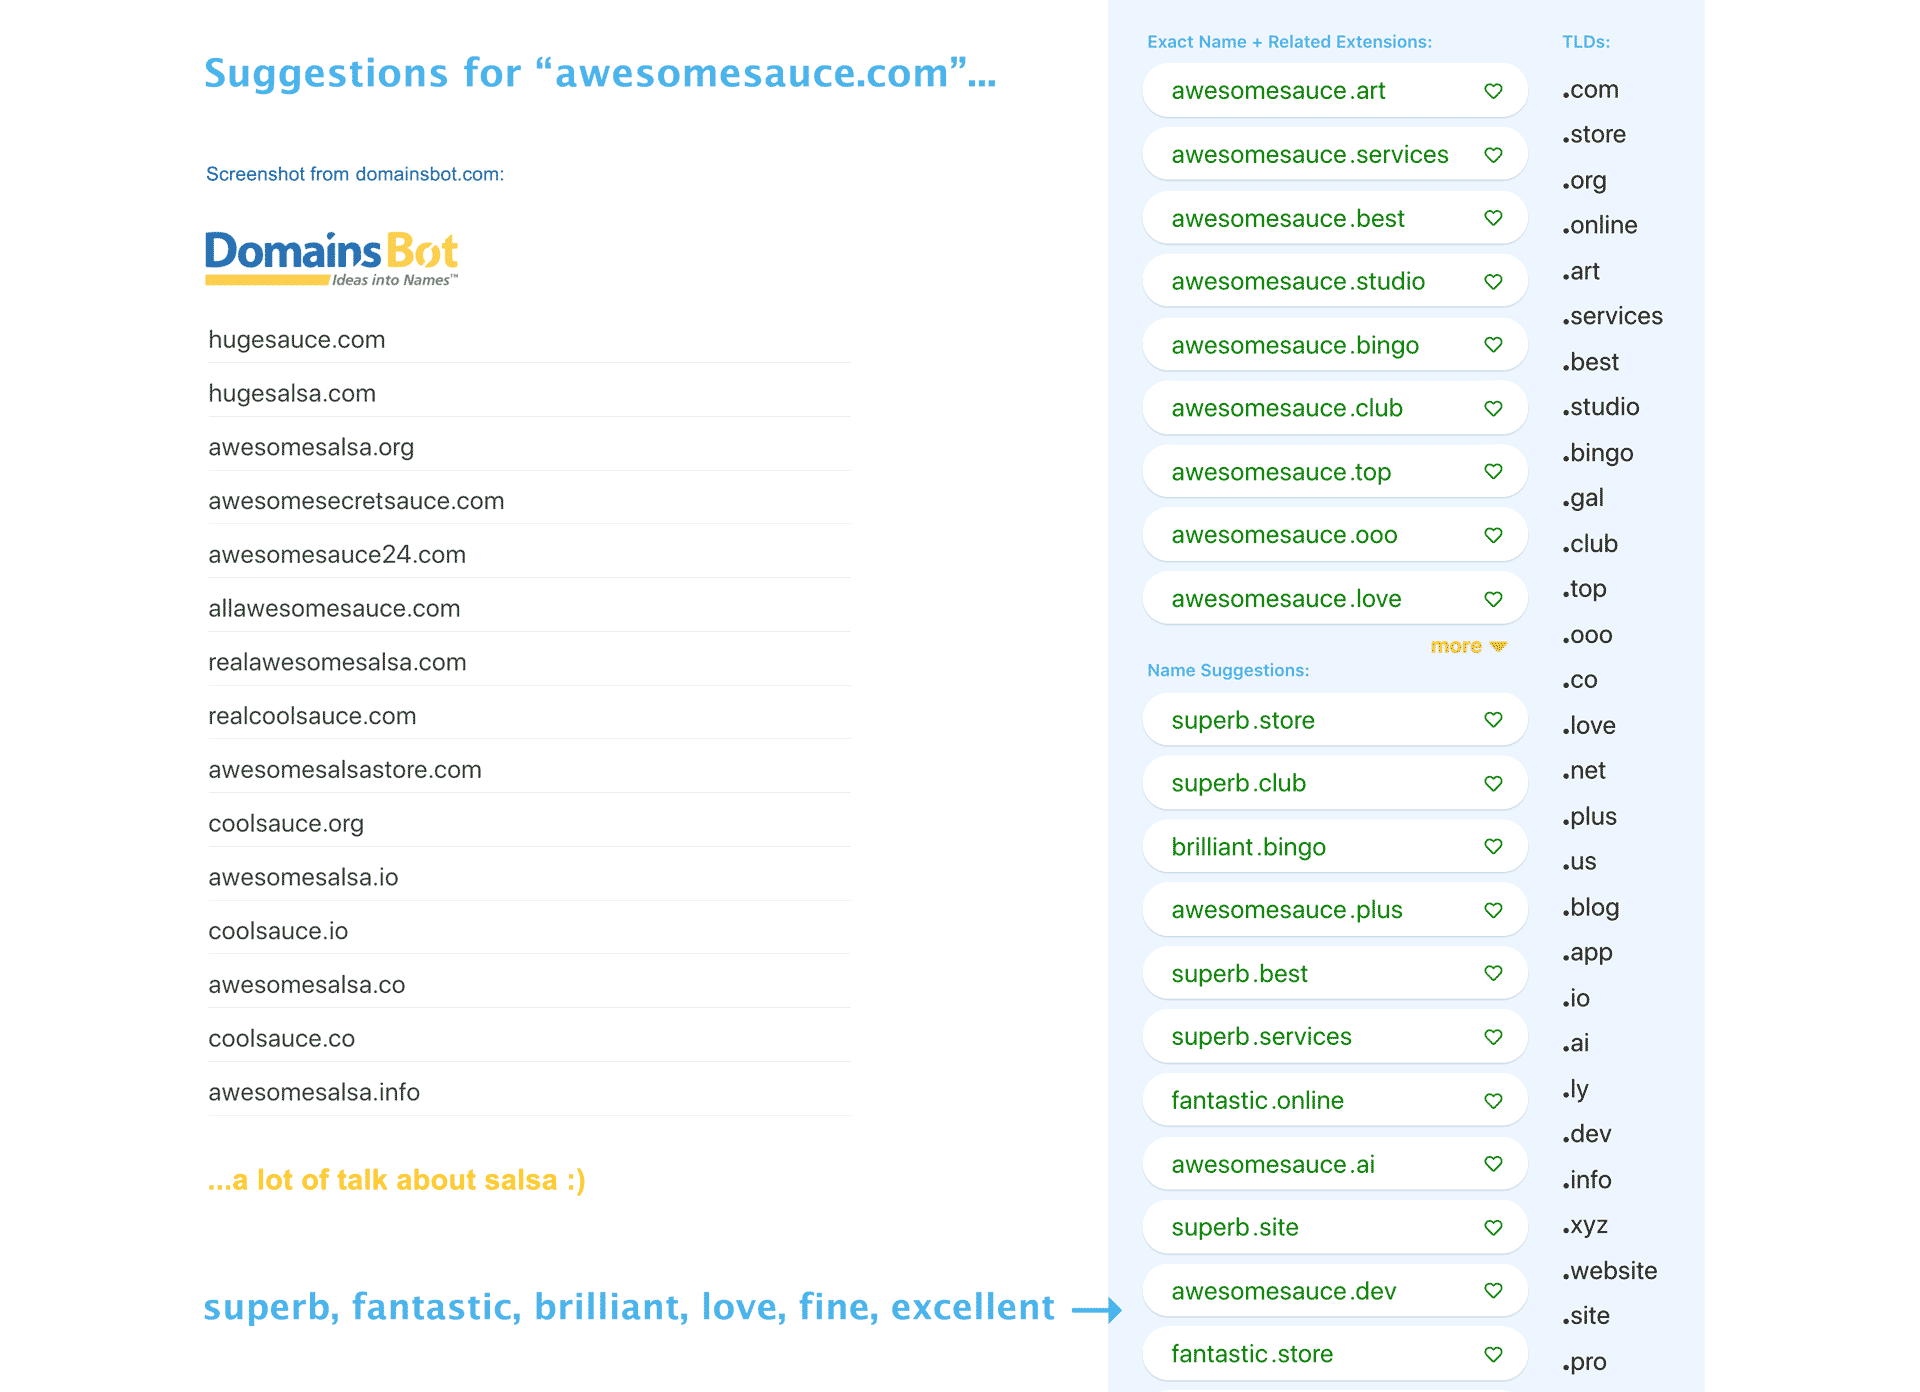 Suggestions for “awesomesauce.com”...
Screenshot from domainsbot.com:
DomainsBot
Ideas into Names™
hugesauce.com
hugesalsa.com
awesomesalsa.org
awesomesecretsauce.com
awesomesauce24.com
allawesomesauce.com
realawesomesalsa.com
realcoolsauce.com
awesomesalsastore.com
coolsauce.org
awesomesalsa.io
coolsauce.io
awesomesalsa.co
coolsauce.co
awesomesalsa.info
...a lot of talk about salsa :)
superb, fantastic, brilliant, love, fine, excellent →
Exact Name + Related Extensions:
awesomesauce.art
awesomesauce.services
awesomesauce.best
awesomesauce.studio
awesomesauce.bingo
awesomesauce.club
awesomesauce.top
awesomesauce.ooo
awesomesauce.love
more
Name Suggestions:
superb.store
superb.club
brilliant.bingo
awesomesauce.plus
superb.best
superb.services
fantastic.online
awesomesauce.ai
superb.site
awesomesauce.dev
fantastic.store
TLDs:
.com
.store
.org
.online
.art
.services
.best
.studio
.bingo
.gal
.club
.top
.ooo
.co
.love
.net
.plus
.us
.blog
.app
.io
.ai
.ly
.dev
.info
.xyz
.website
.site
.pro